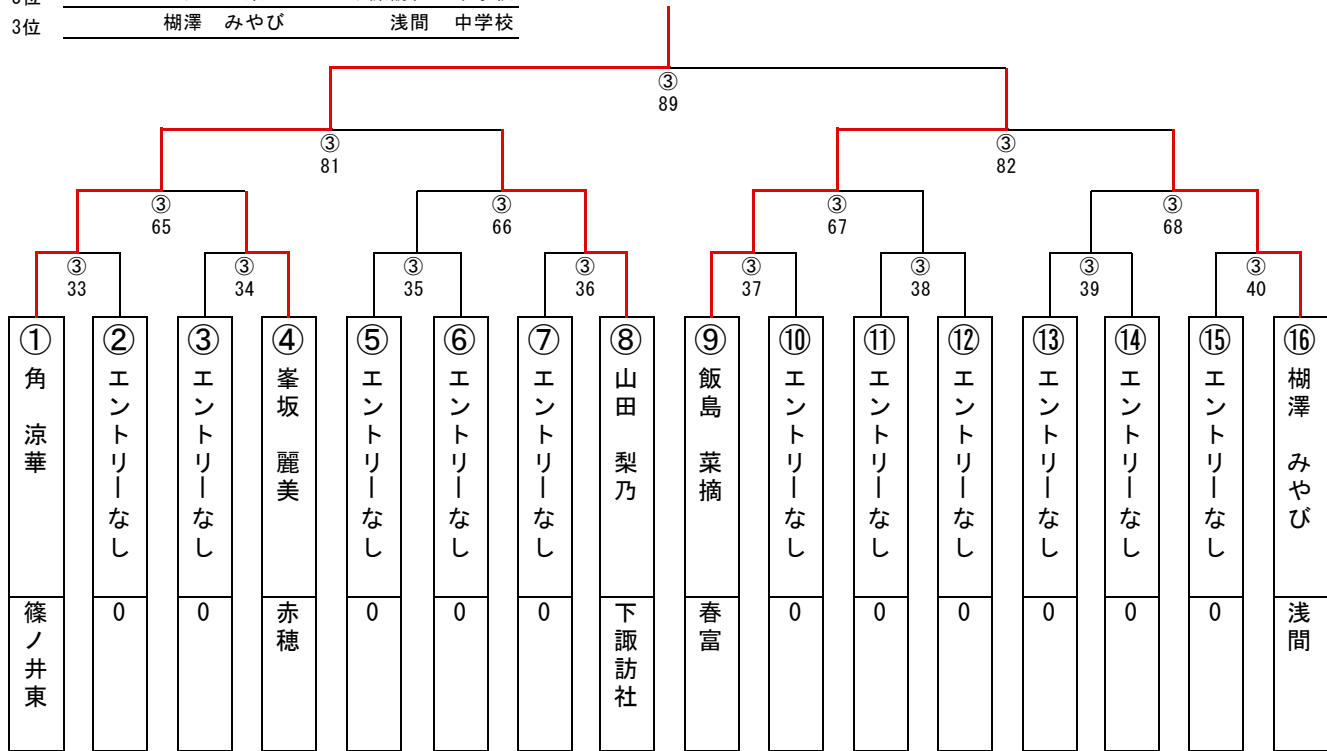 3位 楜澤 みやび 浅間 中学校
③
89
③ ③
81 82
③ ③ ③ ③
65 66 67 68
③ ③ ③ ③ ③ ③ ③ ③
33 34 35 36 37 38 39 40
① 角 涼華 篠ノ井東
② エントリーなし 0
③ エントリーなし 0
④ 峯坂 麗美 赤穂
⑤ エントリーなし 0
⑥ エントリーなし 0
⑦ エントリーなし 0
⑧ 山田 梨乃 下諏訪社
⑨ 飯島 菜摘 春富
⑩ エントリーなし 0
⑪ エントリーなし 0
⑫ エントリーなし 0
⑬ エントリーなし 0
⑭ エントリーなし 0
⑮ エントリーなし 0
⑯ 楜澤 みやび 浅間